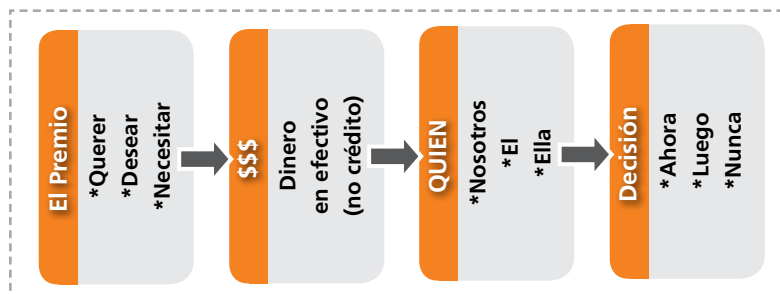 El Premio
*Querer
*Desear
*Necesitar
$$$
Dinero
en efectivo
(no crédito)
QUIEN
*Nosotros
*El
*Ella
Decisión
*Ahora
*Luego
*Nunca